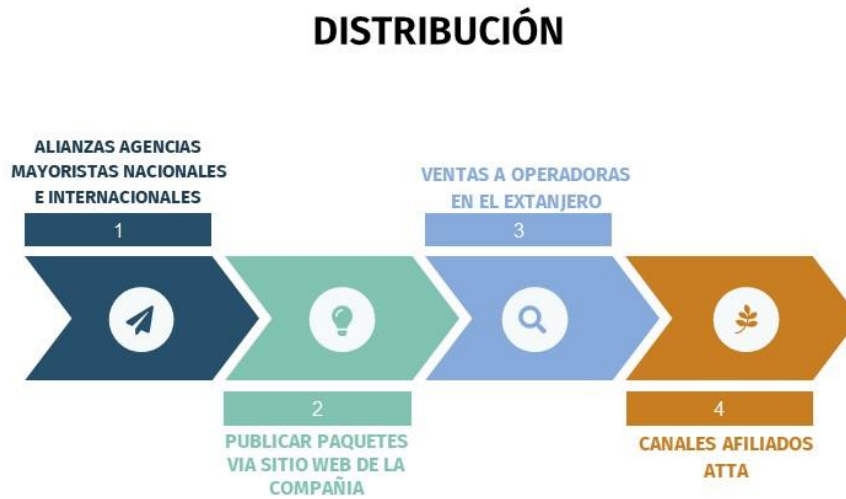 DISTRIBUCIÓN
ALIANZAS AGENCIAS
MAYORISTAS NACIONALES
E INTERNACIONALES
1
2
PUBLICAR PAQUETES
VIA SITIO WEB DE LA
COMPAÑIA
VENTAS A OPERADORAS
EN EL EXTANJERO
3
4
CANALES AFILIADOS
ATTA